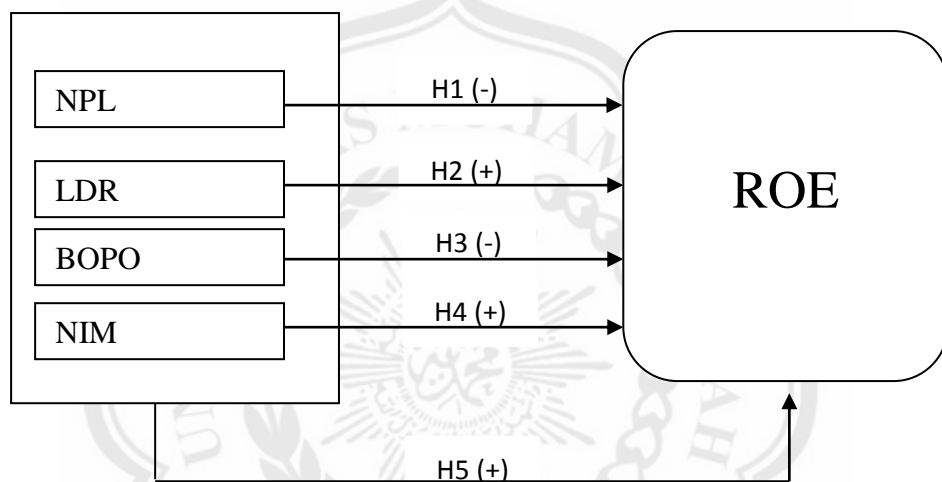 NPL
H1 (-)
LDR
H2 (+)
BOPO
H3 (-)
NIM
H4 (+)
ROE
H5 (+)